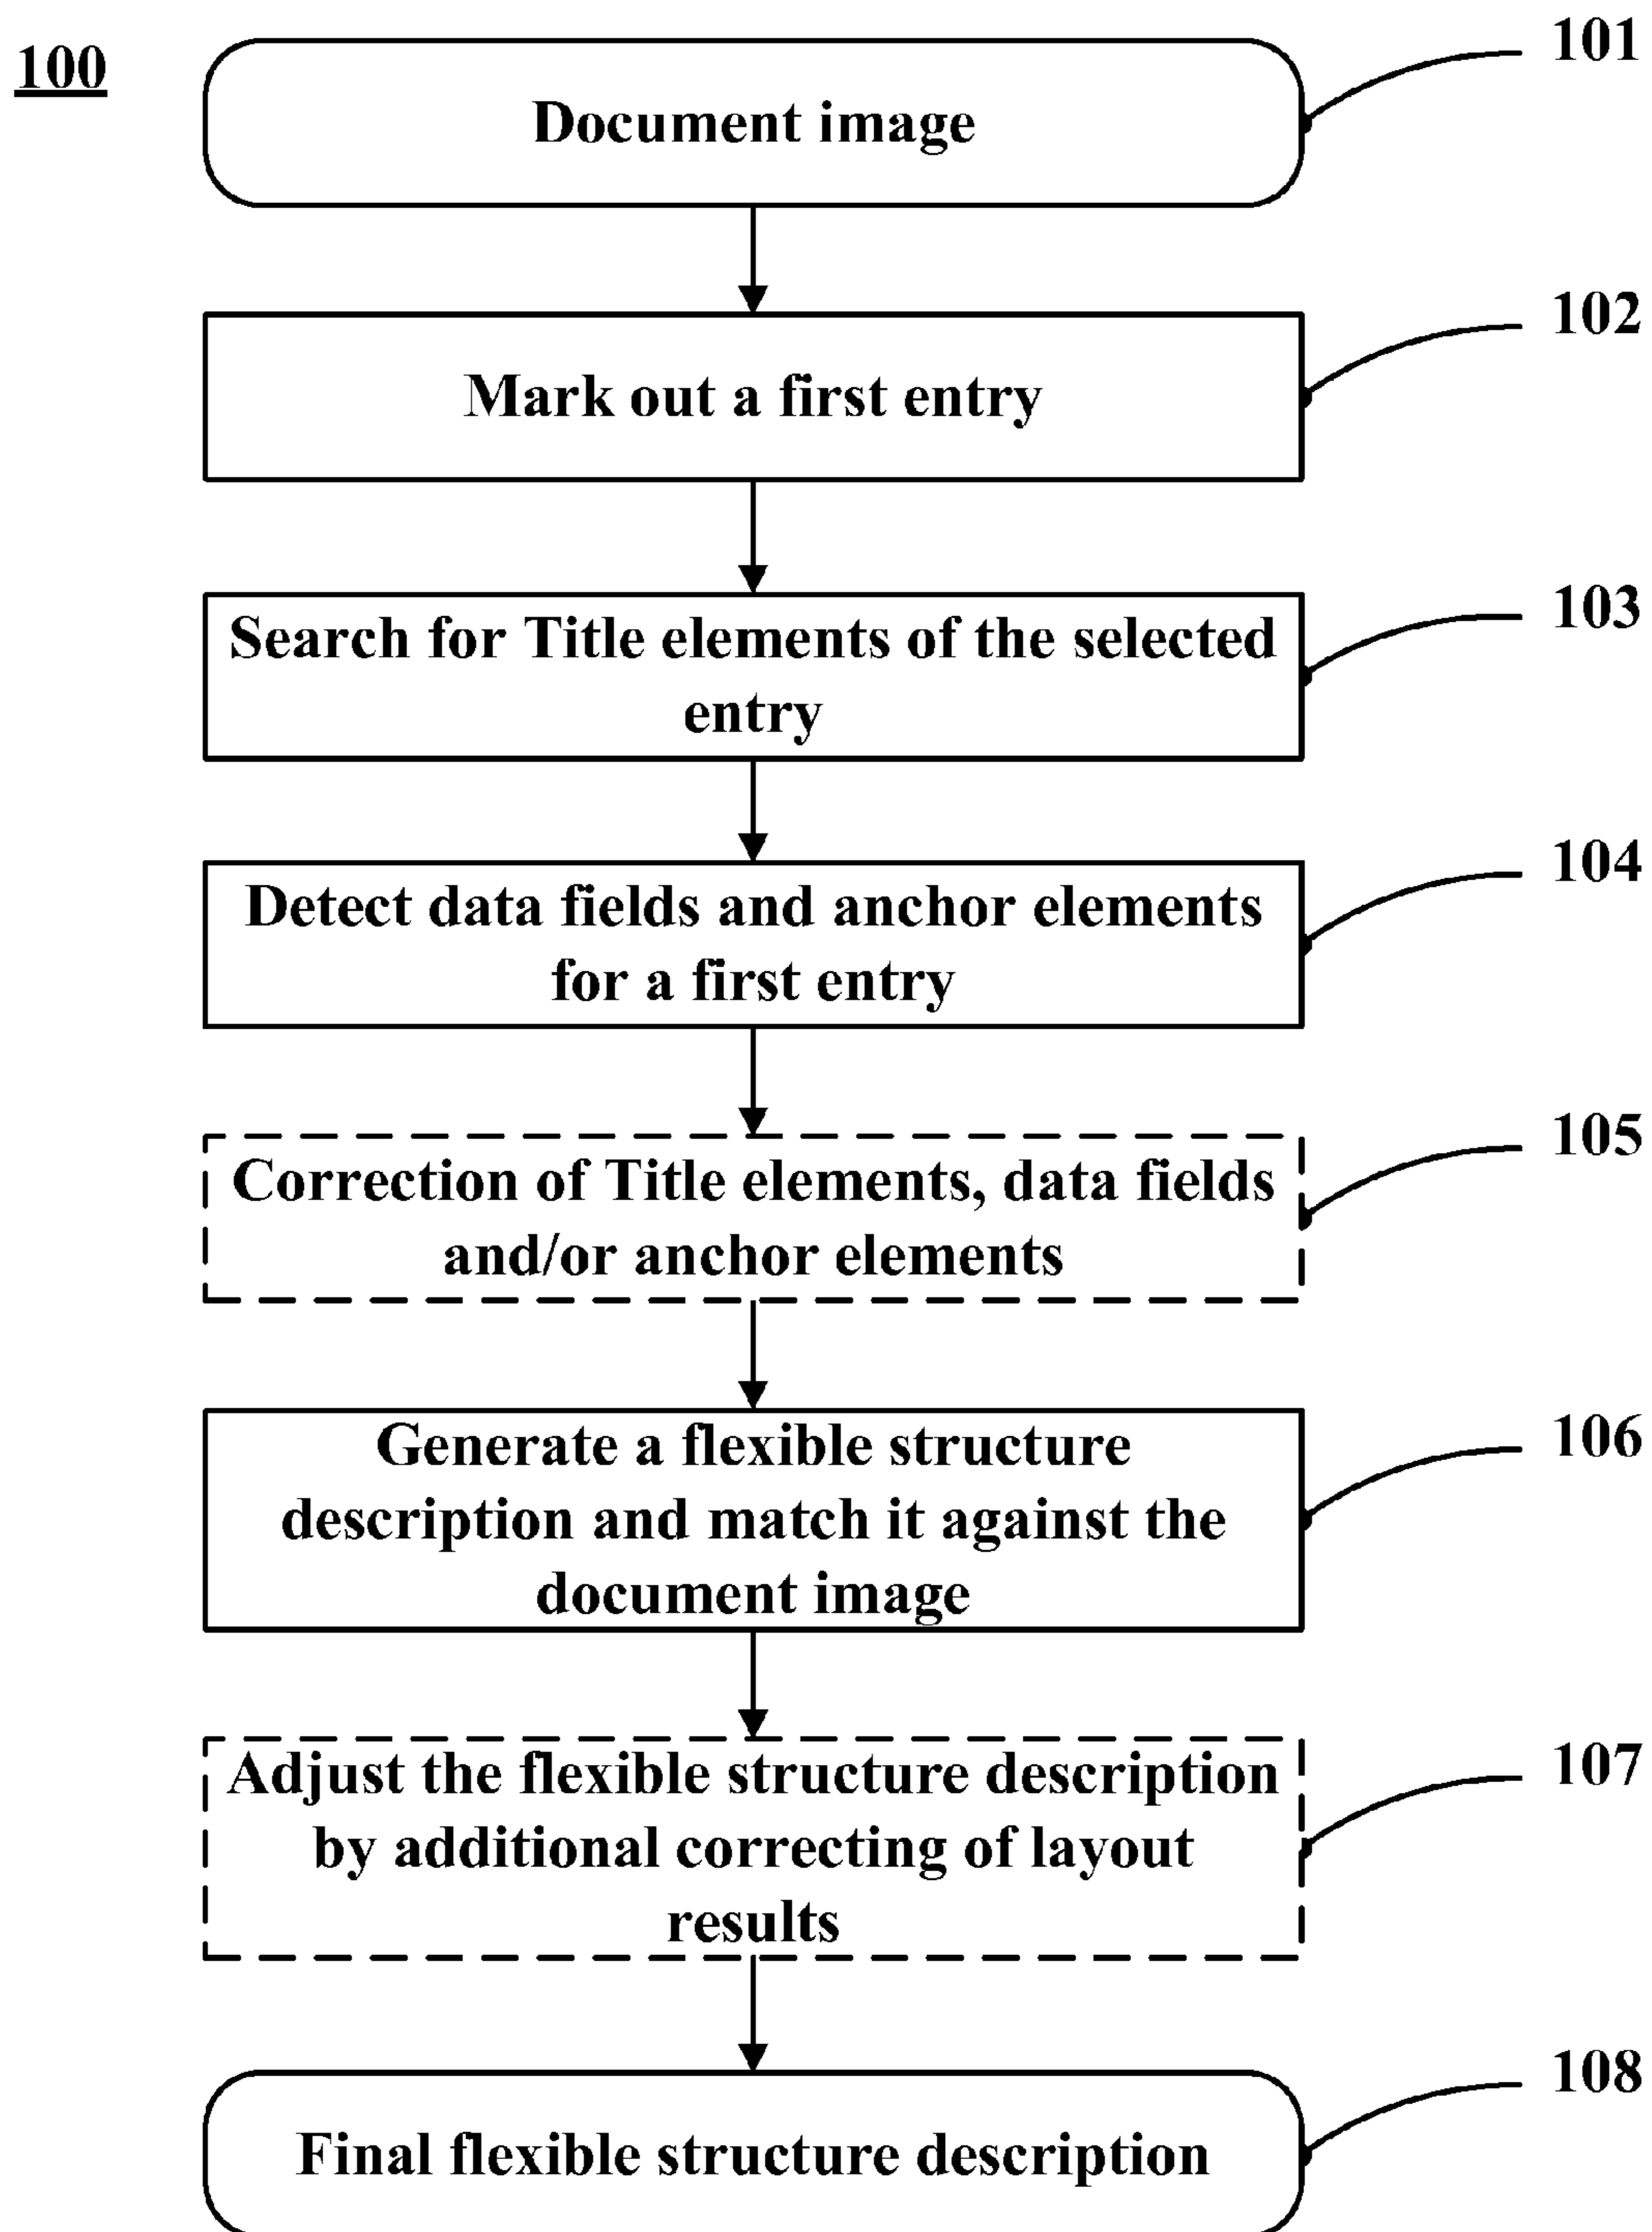 100
101
Document image
102
Mark out a first entry
103
Search for Title elements of the selected
entry
104
Detect data fields and anchor elements
for a first entry
105
Correction of Title elements, data fields
and/or anchor elements
106
Generate a flexible structure
description and match it against the
document image
107
Adjust the flexible structure description
by additional correcting of layout
results
108
Final flexible structure description